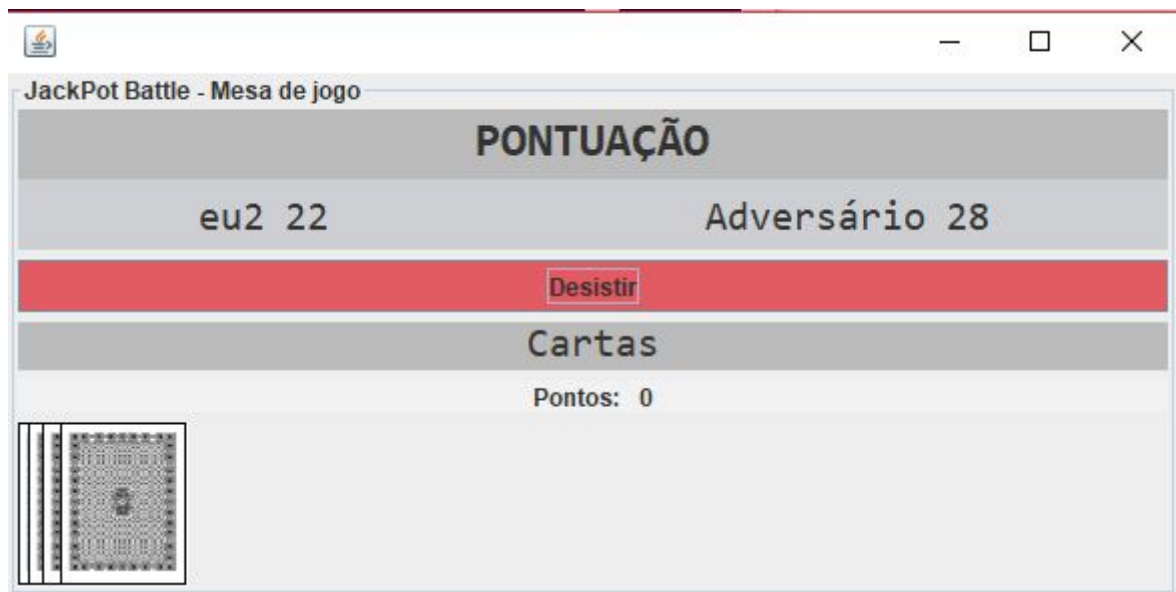 JackPot Battle - Mesa de jogo
PONTUAÇÃO
eu2 22 Adversário 28
Desistir
Cartas
Pontos: 0